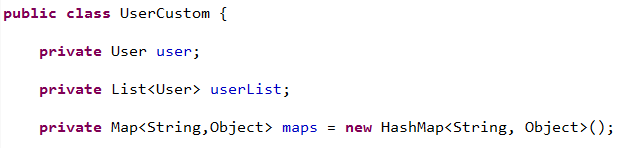 public class UserCustom {
private User user;
private List<User> userList;
private Map<String,Object> maps = new HashMap<String, Object>();